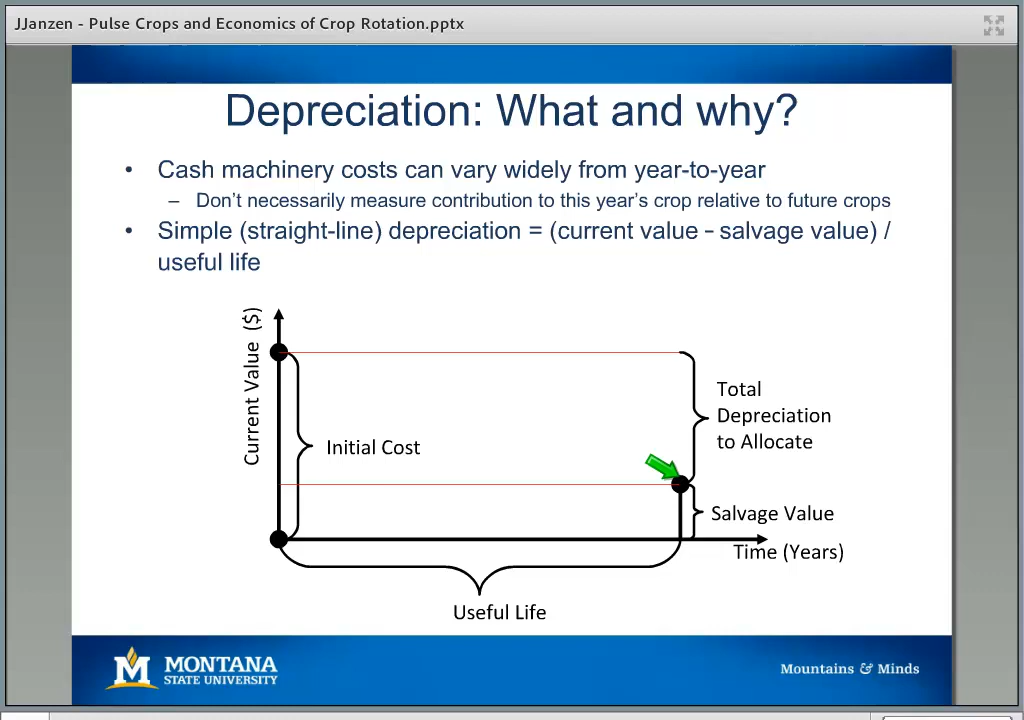 JJanzen - Pulse Crops and Economics of Crop Rotation.pptx
Depreciation: What and why?
• Cash machinery costs can vary widely from year-to-year
– Don't necessarily measure contribution to this year's crop relative to future crops
• Simple (straight-line) depreciation = (current value – salvage value) /
useful life
Current Value ($)
Initial Cost
Total
Depreciation
to Allocate
Salvage Value
Time (Years)
Useful Life
M MONTANA
STATE UNIVERSITY
Mountains & Minds